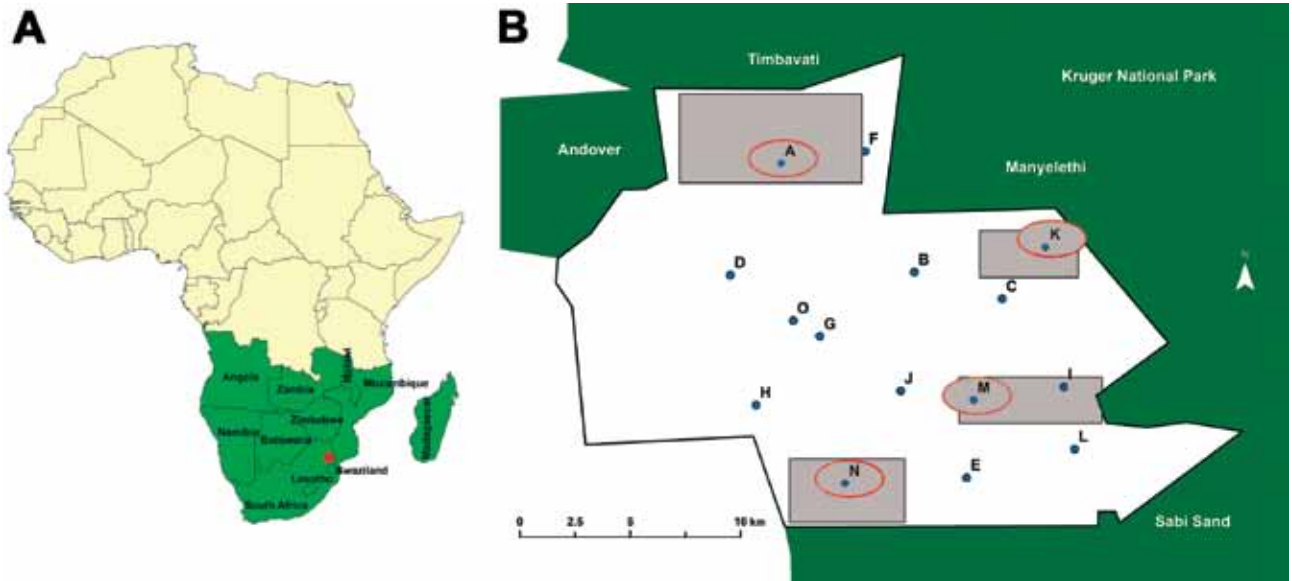 A
B
Timbavati
Kruger National Park
Andover
Manyelethi
A
F
K
D
B
C
O
G
H
J
M
I
N
E
L
0 2.5 5 10 km
Sabi Sand
N
Angola
Zambia
Malawi
Mozambique
Zimbabwe
Madagascar
Namibia
Botswana
Swaziland
Lesotho
South Africa